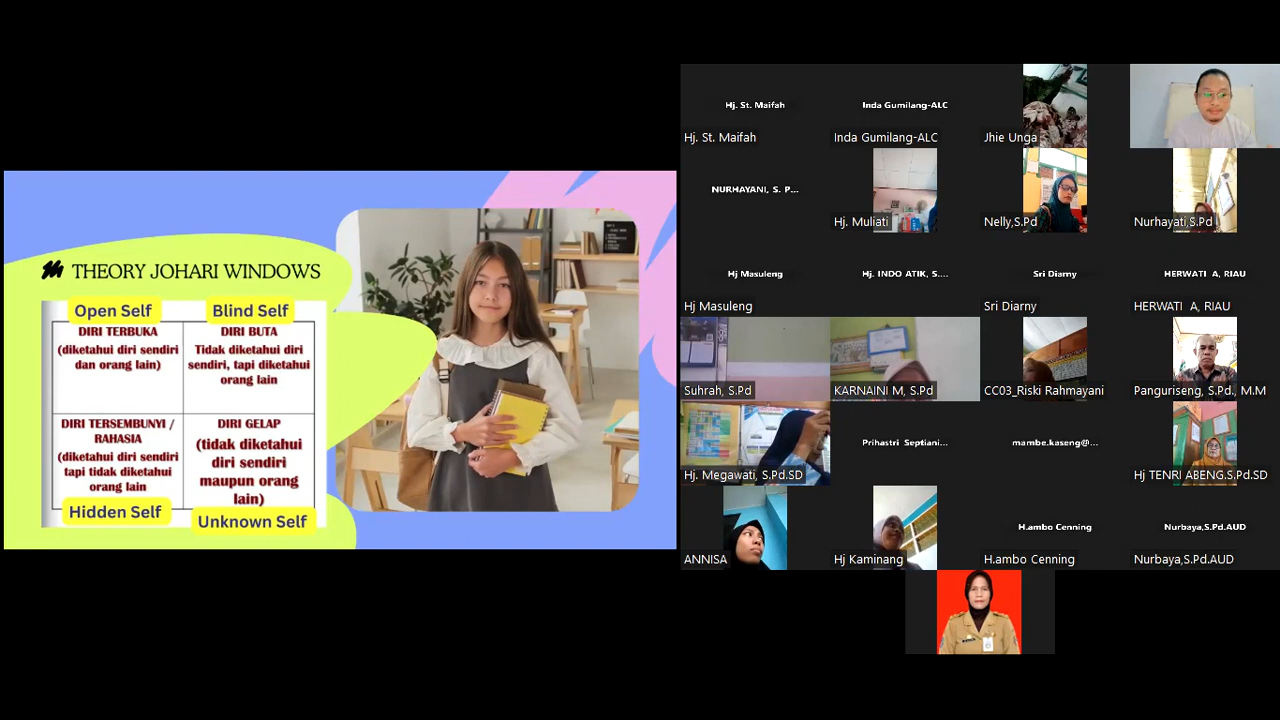 THEORY JOHARI WINDOWS
Open Self
Blind Self
DIRI TERBUKA
(diketahui diri sendiri
dan orang lain)
DIRI BUTA
Tidak diketahui diri
sendiri, tapi diketahui
orang lain
DIRI TERSEMBUNYI /
RAHASIA
(diketahui diri sendiri
tapi tidak diketahui
orang lain
DIRI GELAP
(tidak diketahui
diri sendiri
maupun orang
lain)
Hidden Self
Unknown Self
Hj. St. Maifah
Hj. St. Maifah
Inda Gumilang-ALC
Inda Gumilang-ALC
Jhie Unga
NURHAYANI, S. P...
Hj. Muliati
Nelly,S.Pd
Nurhayati,S.Pd
Hj Masuleng
Hj Masuleng
Hj. INDO ATIK, S....
Sri Diarny
Sri Diarny
HERWATI A, RIAU
HERWATI A, RIAU
Suhrah, S.Pd
KARNAINI M, S.Pd
CC03_Riski Rahmayani
Panguriseng, S.Pd., M.M
Hj. Megawati, S.Pd.SD
Prihastri Septiani...
mambe.kaseng@...
Hj TENRI ABENG.S.Pd.SD
ANNISA
Hj Kaminang
H.ambo Cenning
H.ambo Cenning
Nurbaya,S.Pd.AUD
Nurbaya,S.Pd.AUD